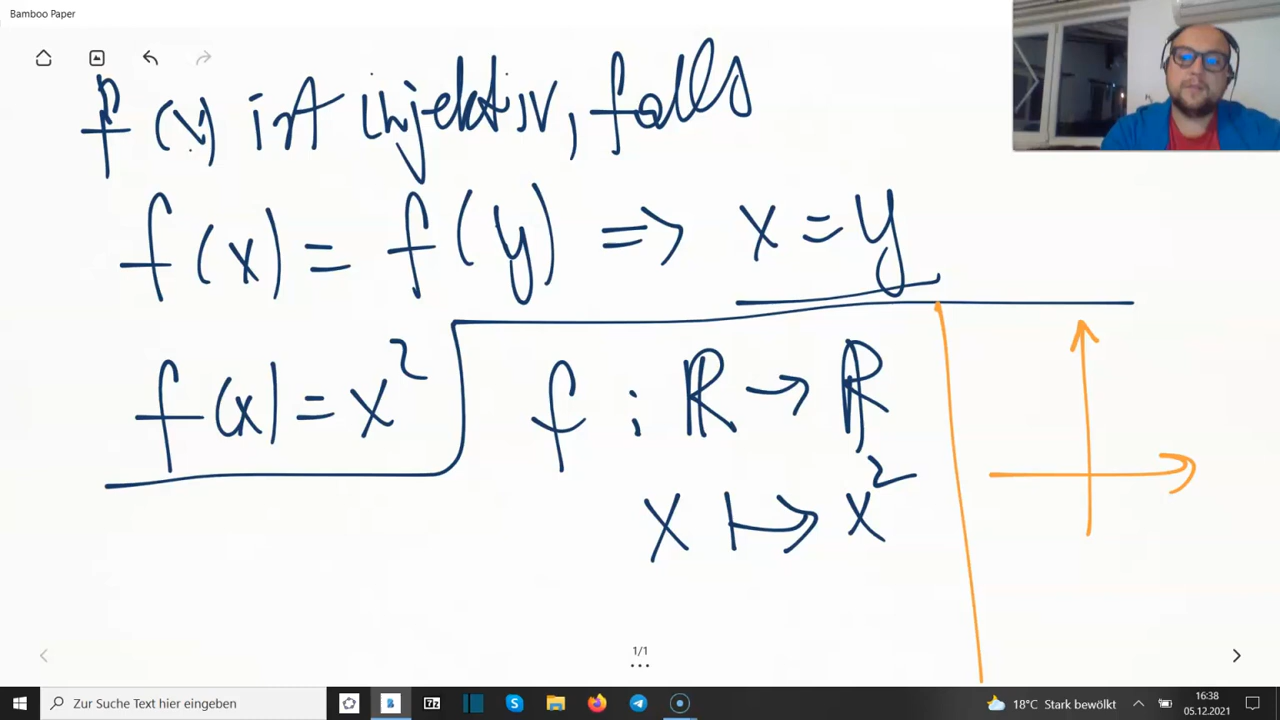 Bamboo Paper
f(x) ist injektiv, falls
f(x) = f(y) => x = y
f(x) = x²
f : ℝ → ℝ
x ↦ x²
1/1
Zur Suche Text hier eingeben
7z
18°C Stark bewölkt
16:38
05.12.2021